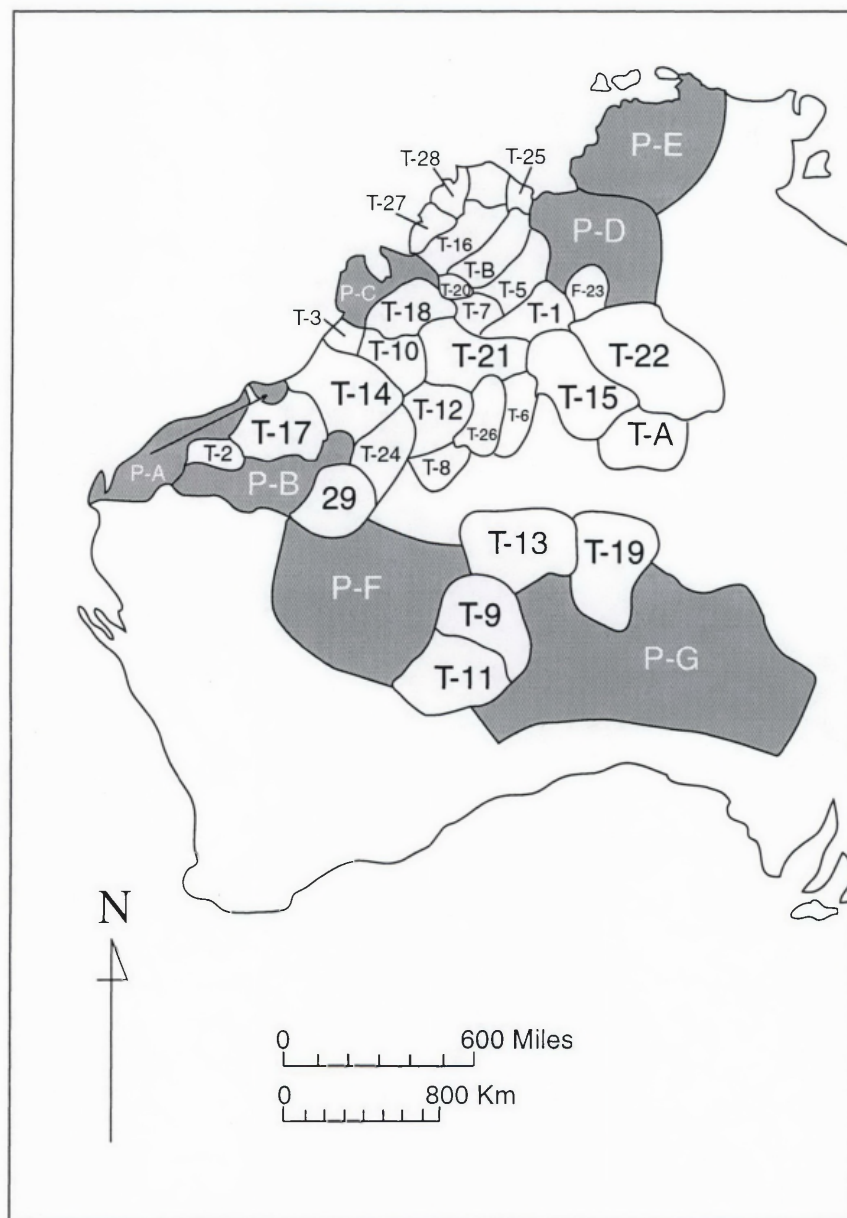 P-E
T-28
T-25
T-27
P-D
T-16
T-B
P-C
T-20
T-5
F-23
T-18
T-7
T-1
T-3
T-10
T-21
T-22
T-14
T-12
T-15
T-26
T-6
T-17
T-A
T-2
T-24
P-A
T-8
P-B
29
T-13
T-19
P-F
T-9
P-G
T-11
N
0 600 Miles
0 800 Km